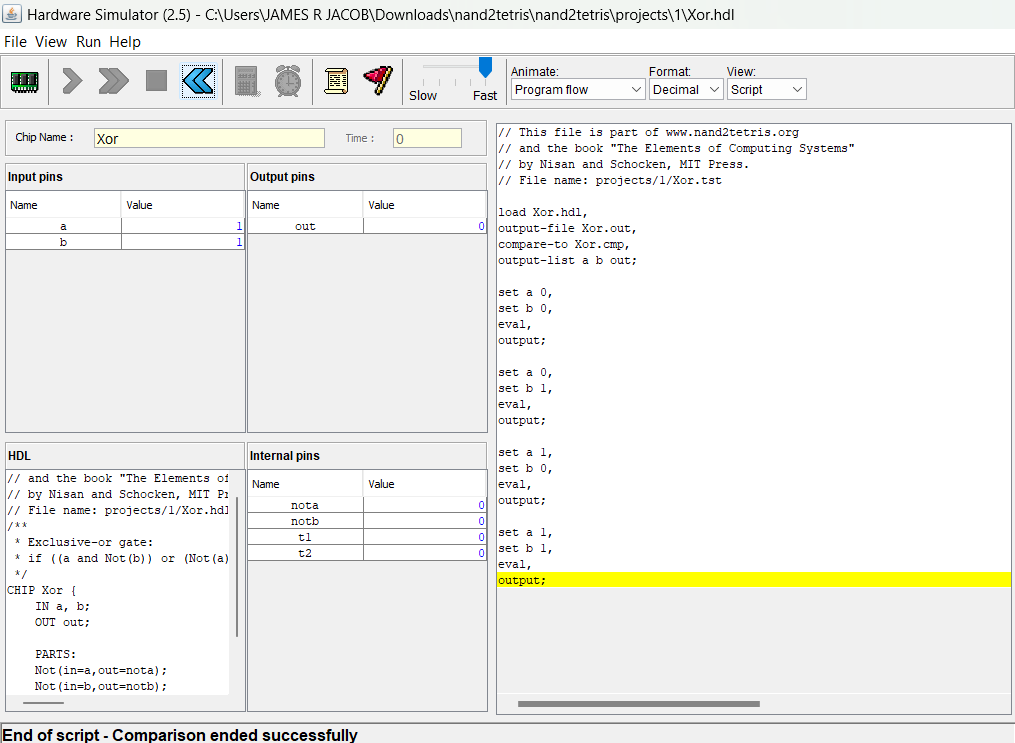 Hardware Simulator (2.5) - C:\Users\JAMES R JACOB\Downloads\nand2tetris\nand2tetris\projects\1\Xor.hdl
File View Run Help
Slow Fast
Animate:
Program flow
Format:
Decimal
View:
Script
Chip Name : Xor Time : 0
Input pins
Name Value
a 1
b 1
Output pins
Name Value
out 0
HDL
// and the book "The Elements of
// by Nisan and Schocken, MIT Pr
// File name: projects/1/Xor.hdl
/**
* Exclusive-or gate:
* if ((a and Not(b)) or (Not(a)
*/
CHIP Xor {
IN a, b;
OUT out;
PARTS:
Not(in=a,out=nota);
Not(in=b,out=notb);
Internal pins
Name Value
nota 0
notb 0
t1 0
t2 0
// This file is part of www.nand2tetris.org
// and the book "The Elements of Computing Systems"
// by Nisan and Schocken, MIT Press.
// File name: projects/1/Xor.tst
load Xor.hdl,
output-file Xor.out,
compare-to Xor.cmp,
output-list a b out;
set a 0,
set b 0,
eval,
output;
set a 0,
set b 1,
eval,
output;
set a 1,
set b 0,
eval,
output;
set a 1,
set b 1,
eval,
output;
End of script - Comparison ended successfully